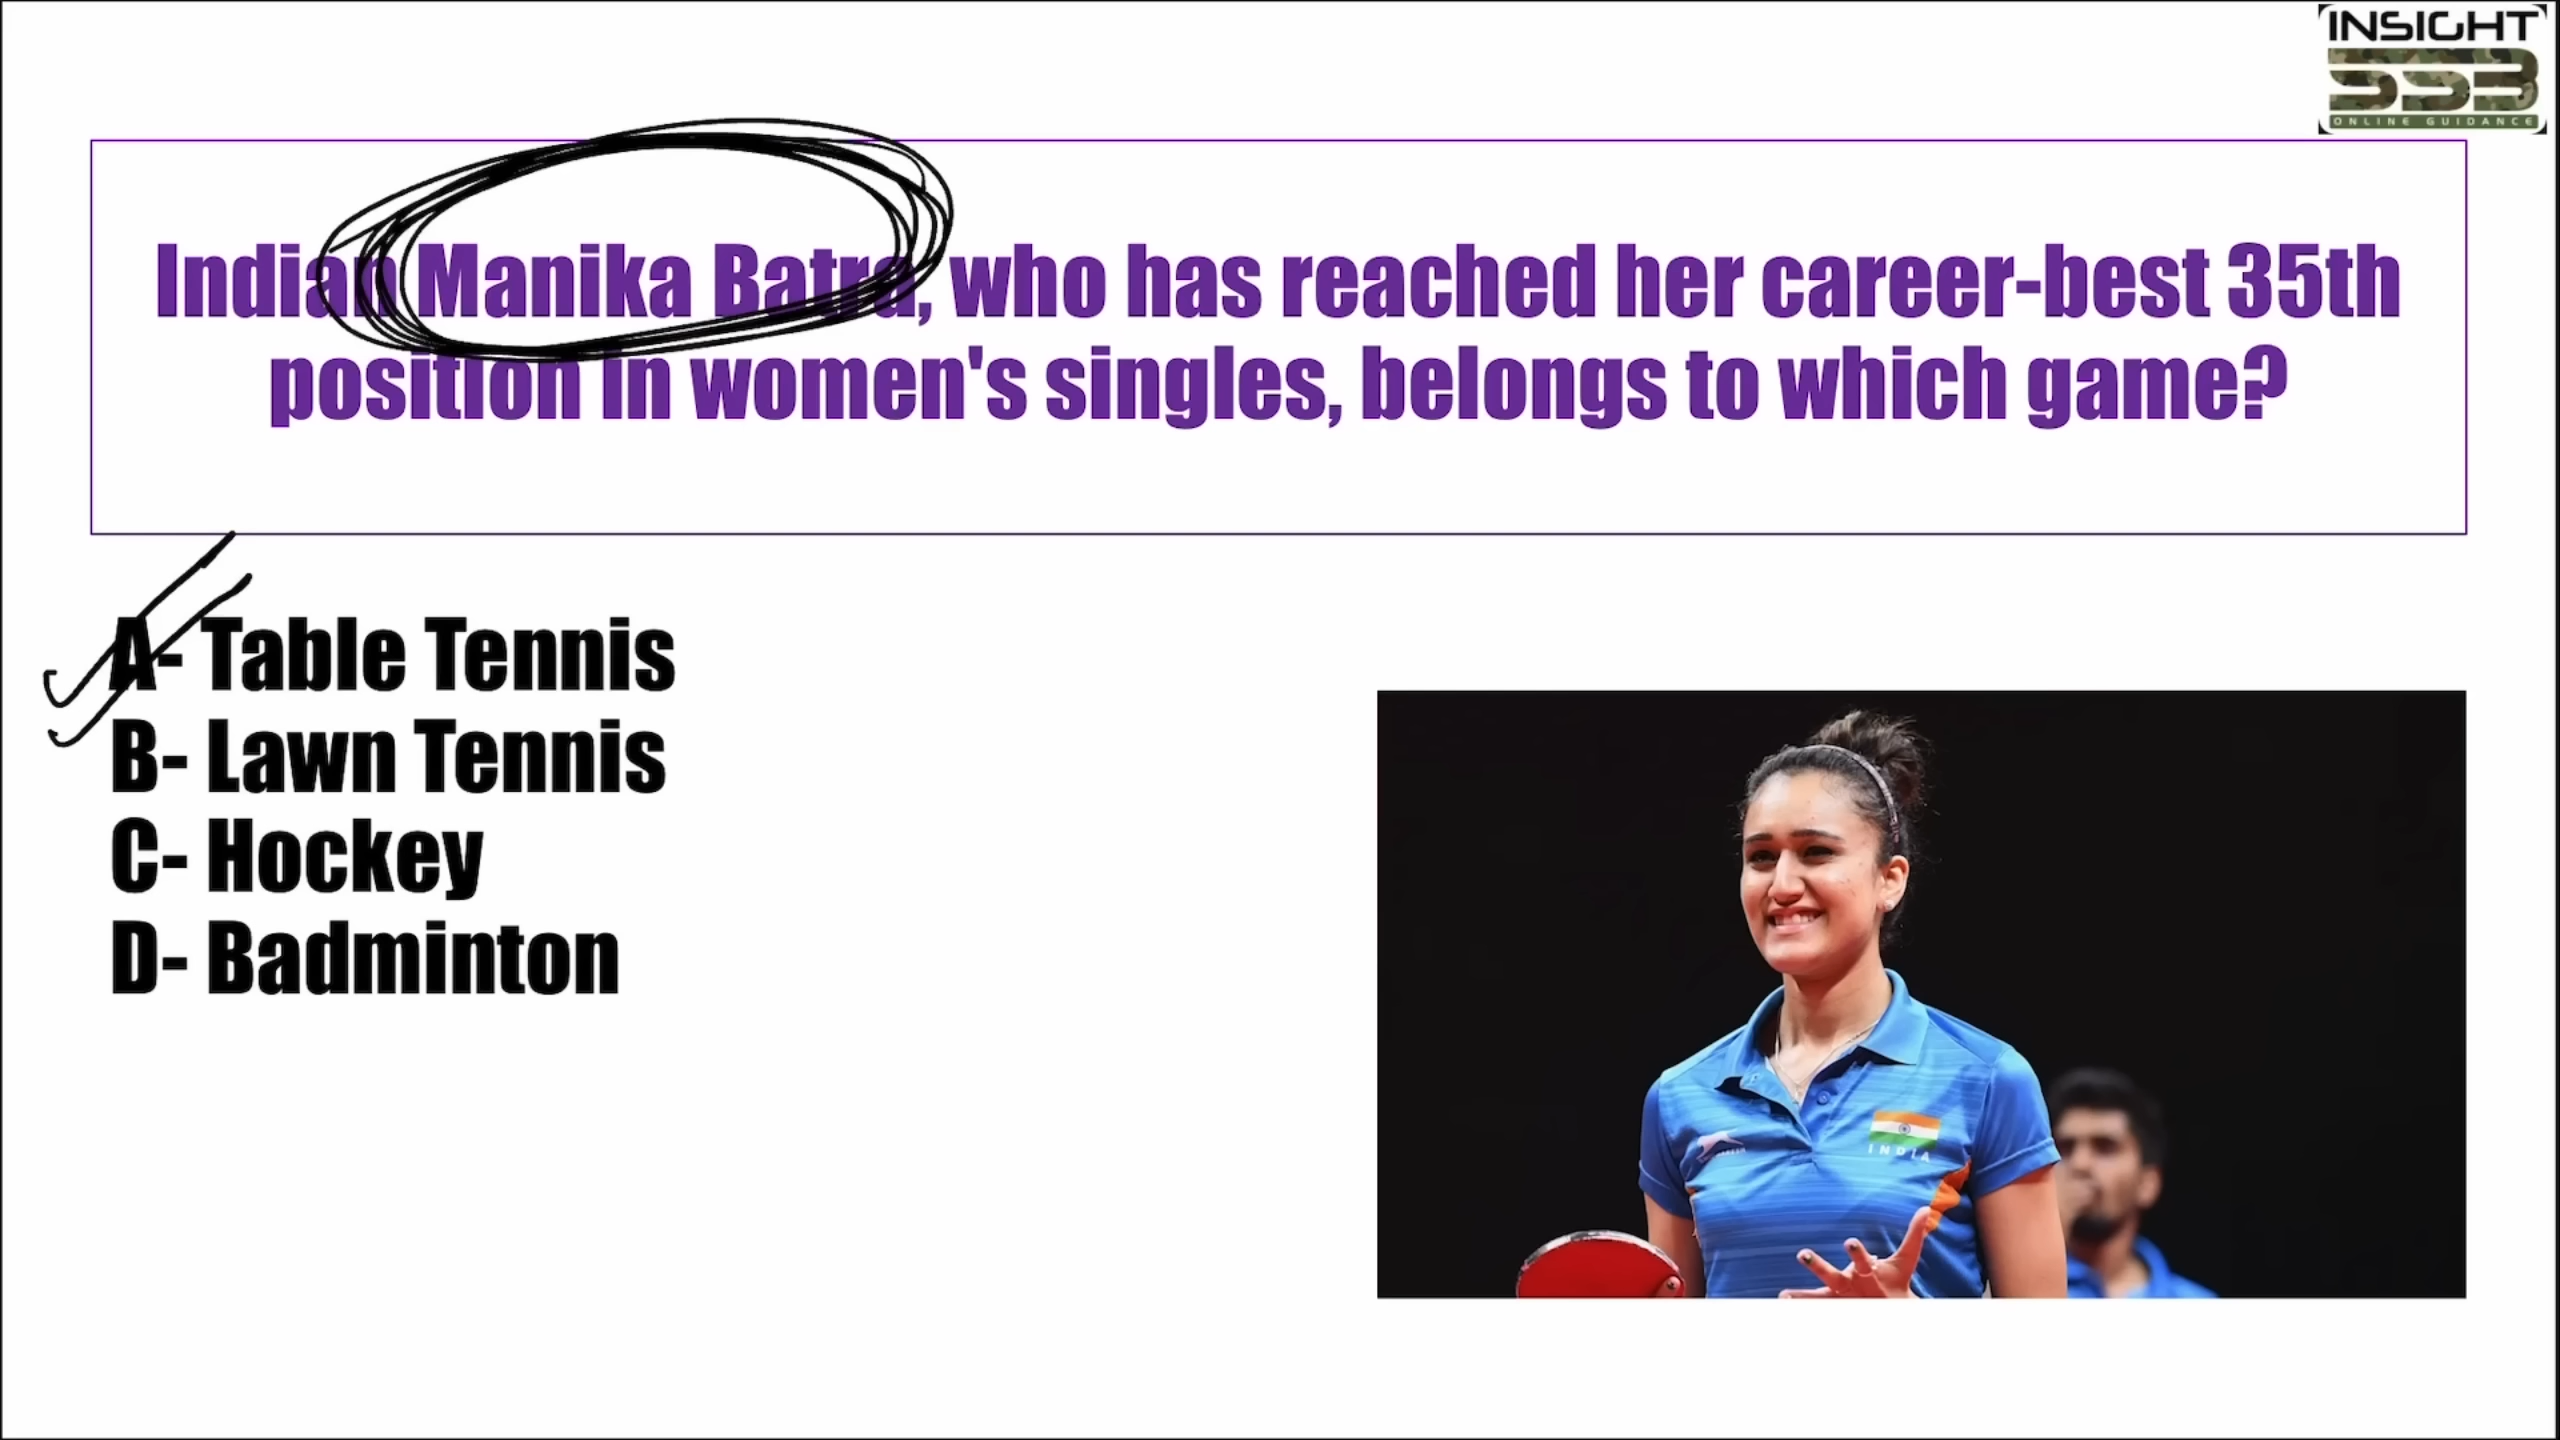 INSIGHT
SSB
ONLINE GUIDANCE
Indian Manika Batra, who has reached her career-best 35th
position in women's singles, belongs to which game?
A- Table Tennis
B- Lawn Tennis
C- Hockey
D- Badminton
INDIA